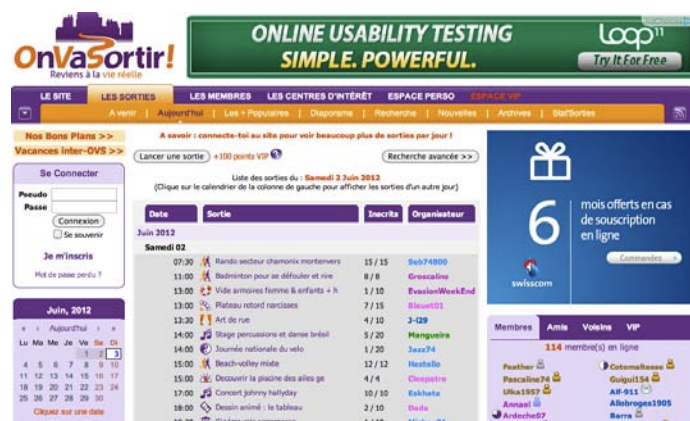 OnVaSortir!
Reviens à la vie réelle
ONLINE USABILITY TESTING
SIMPLE. POWERFUL.
Loop11
Try It For Free
LE SITE
LES SORTIES
LES MEMBRES
LES CENTRES D'INTÉRÊT
ESPACE PERSO
ESPACE VIP
A venir | Aujourd'hui | Les + Populaires | Diaporama | Recherche | Nouvelles | Archives | Stat'Sorties
Nos Bons Plans >>
Vacances inter-OVS >>
Se Connecter
Pseudo
Passe
Connexion
Se souvenir
Je m'inscris
Mot de passe perdu ?
Juin, 2012
« ‹ Aujourd'hui › »
Lu Ma Me Je Ve Sa Di
1 2 3
4 5 6 7 8 9 10
11 12 13 14 15 16 17
18 19 20 21 22 23 24
25 26 27 28 29 30
Cliquez sur une date
A savoir : connecte-toi au site pour voir beaucoup plus de sorties par jour !
Lancer une sortie +100 points VIP
Recherche avancée >>
Liste des sorties du : Samedi 2 Juin 2012
(Clique sur le calendrier de la colonne de gauche pour afficher les sorties d'un autre jour)
Date Sortie Inscrits Organisateur
Juin 2012
Samedi 02
07:30 Rando secteur chamonix montenvers 15 / 15 Seb74800
11:00 Badminton pour se défouler et rire 8 / 8 Groscalins
13:00 Vide armoires femme & enfants + h 1 / 10 EvasionWeekEnd
13:00 Plateau retord narcisses 7 / 15 Bleuet01
13:30 Art de rue 4 / 10 J-l29
14:00 Stage percussions et danse brésil 5 / 20 Mangueira
14:00 Journée nationale du velo 1 / 20 Jazz74
15:00 Beach-volley mixte 12 / 12 Hostello
15:00 Decouvrir la piscine des ailes ge 4 / 4 Cleopatre
17:00 Concert johnny hallyday 10 / 10 Eskhata
18:00 Dessin animé : le tableau 2 / 10 Dada
6
mois offerts en cas
de souscription
en ligne
Commandez
swisscom
Membres Amis Voisins VIP
114 membre(s) en ligne
Feather
Cotomaltesse
Pascaline74
Guigui154
Ulka1957
Alf-911
Annael
Allobroges1905
Ardeche07
Barra